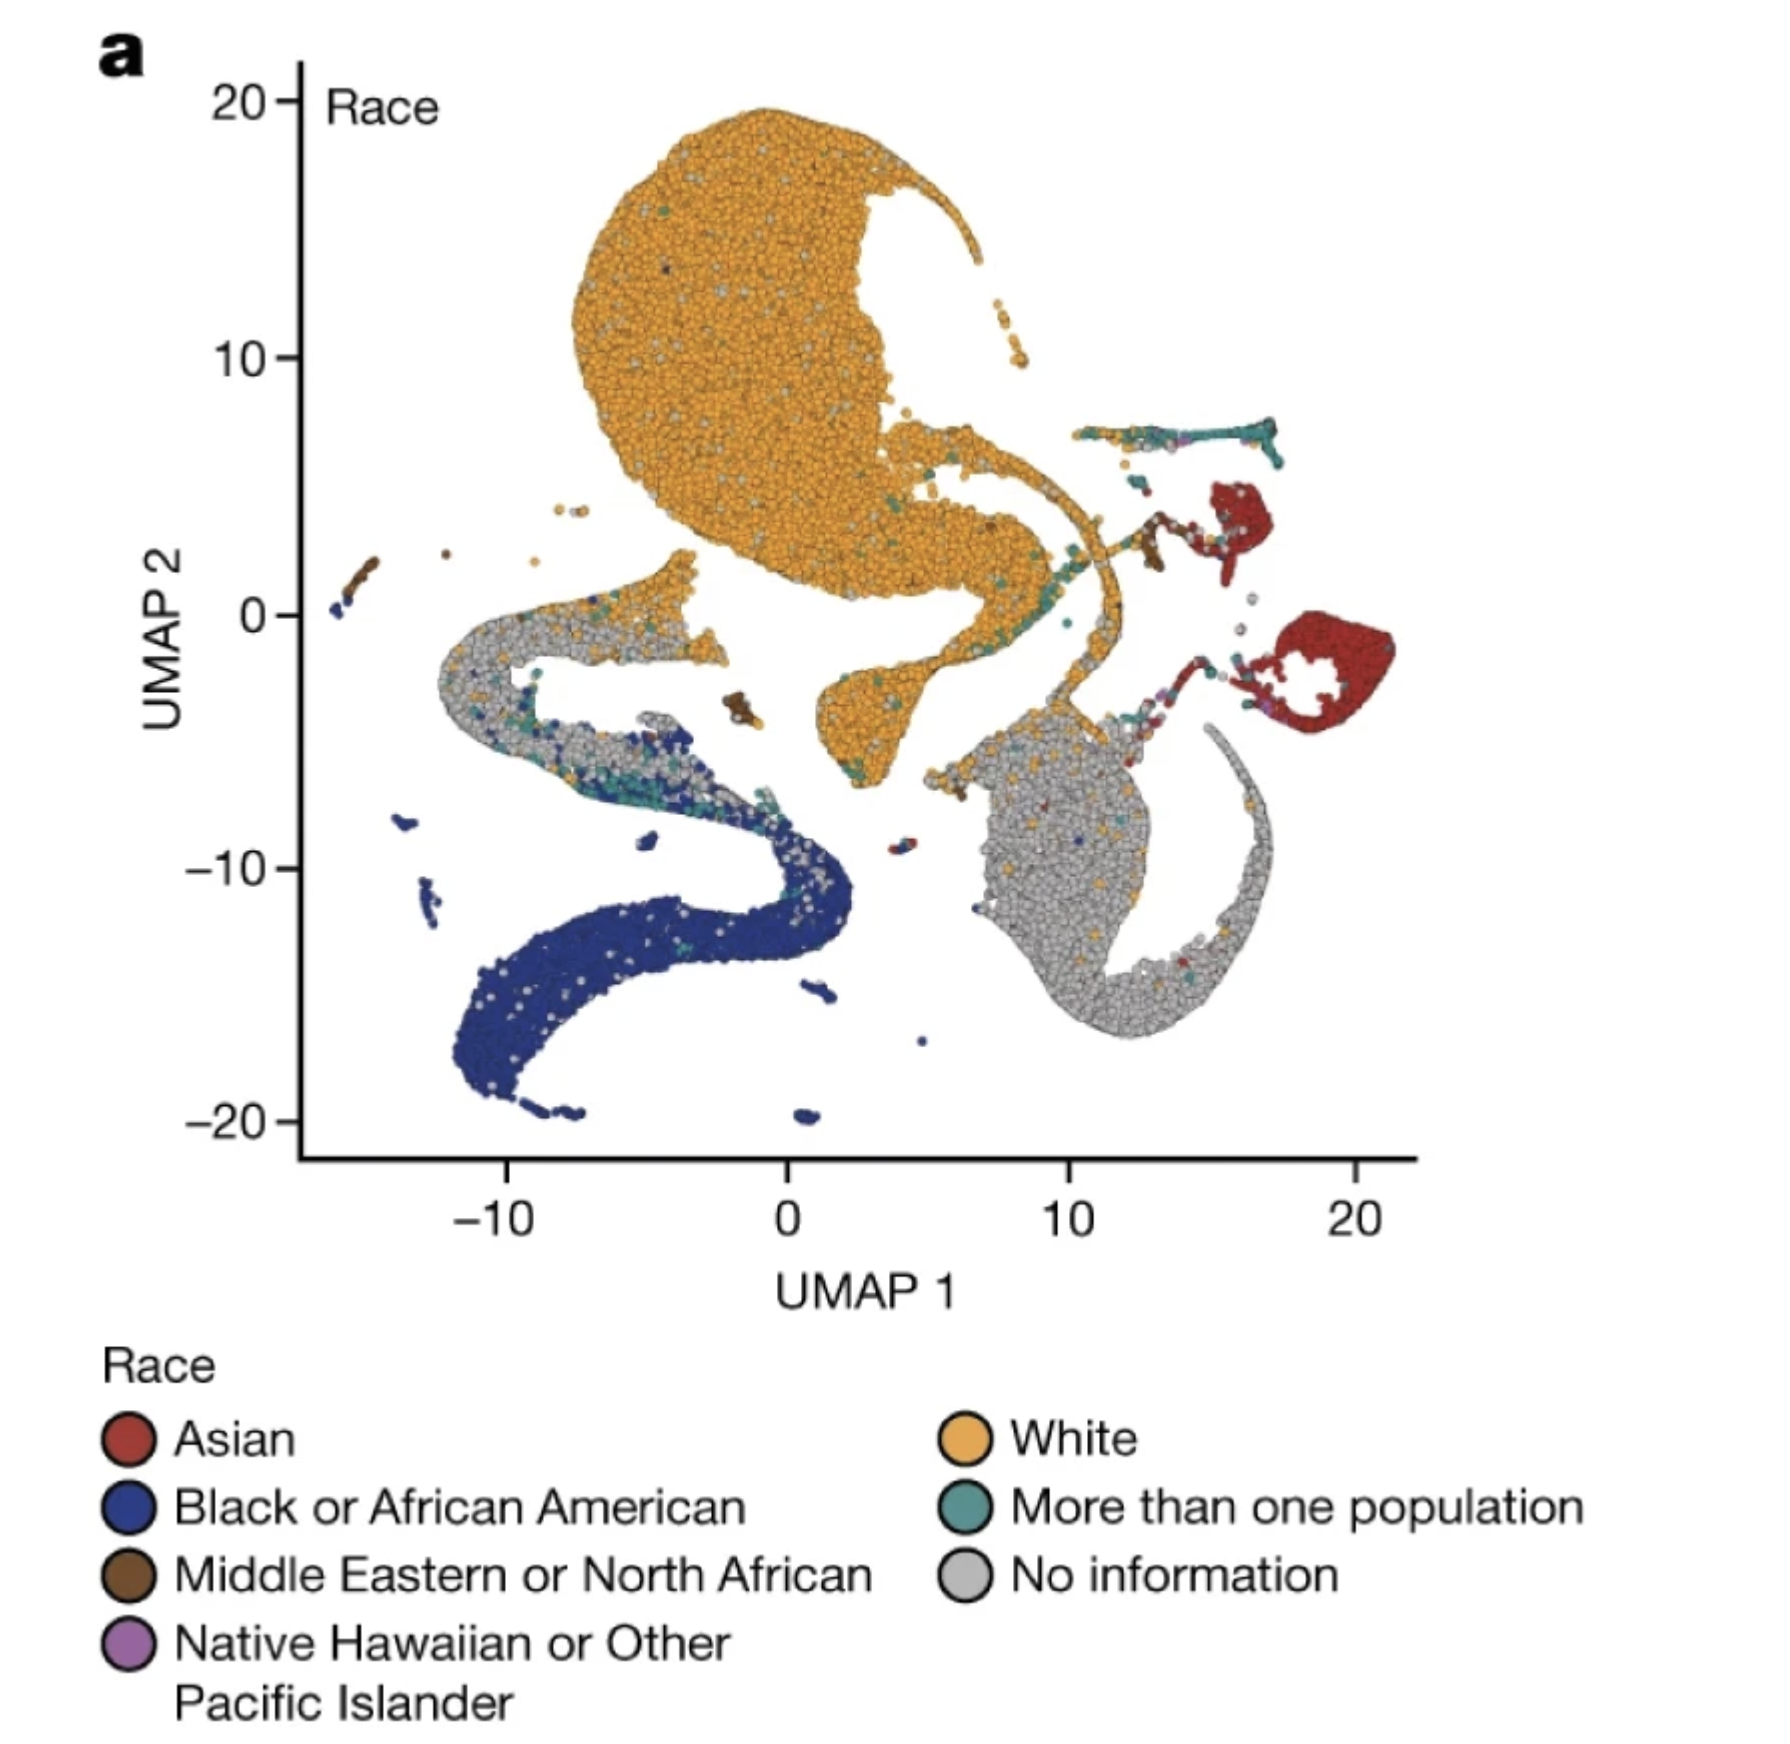 a
Race
20
10
0
−10
−20
UMAP 2
−10 0 10 20
UMAP 1
Race
Asian
Black or African American
Middle Eastern or North African
Native Hawaiian or Other
Pacific Islander
White
More than one population
No information